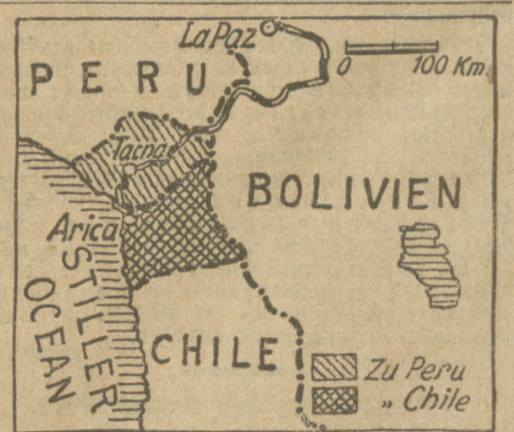 La Paz
0 100 Km.
PERU
Tacna
BOLIVIEN
Arica
STILLER
OCEAN
CHILE
Zu Peru
„ Chile